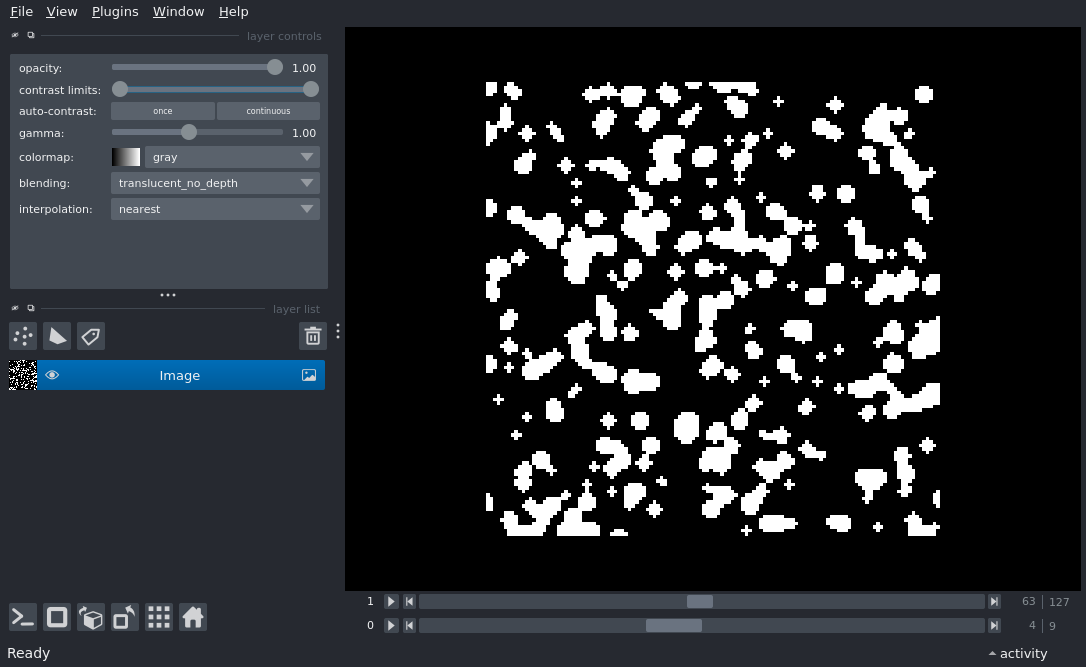 File View Plugins Window Help
layer controls
opacity: 1.00
contrast limits:
auto-contrast: once continuous
gamma: 1.00
colormap: gray
blending: translucent_no_depth
interpolation: nearest
layer list
Image
1 63 127
0 4 9
Ready activity